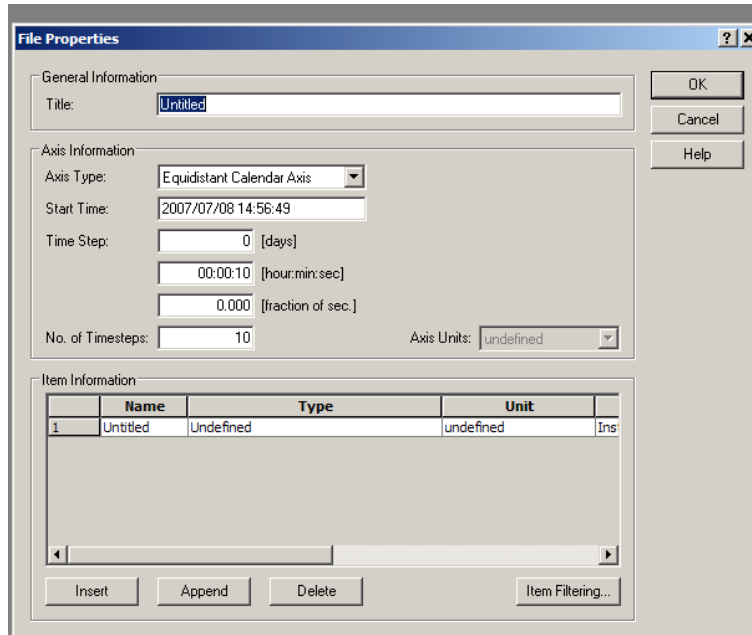 File Properties
General Information
Title: Untitled
OK
Cancel
Help
Axis Information
Axis Type: Equidistant Calendar Axis
Start Time: 2007/07/08 14:56:49
Time Step: 0 [days]
00:00:10 [hour:min:sec]
0.000 [fraction of sec.]
No. of Timesteps: 10 Axis Units: undefined
Item Information
Name Type Unit
1 Untitled Undefined undefined
Insert Append Delete Item Filtering...